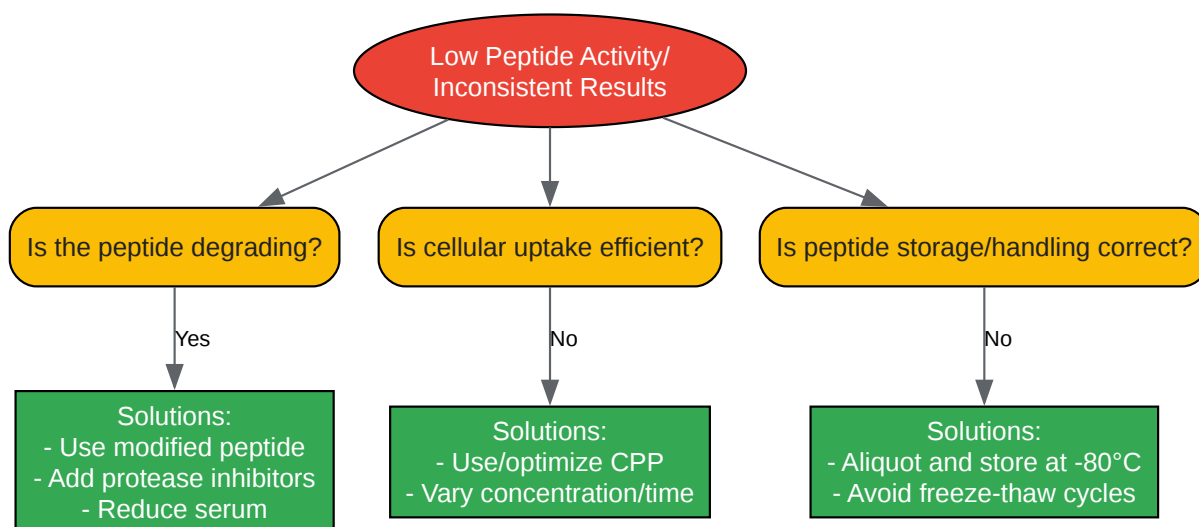 Low Peptide Activity/
Inconsistent Results
Is the peptide degrading?
Is cellular uptake efficient?
Is peptide storage/handling correct?
Yes
No
No
Solutions:
- Use modified peptide
- Add protease inhibitors
- Reduce serum
Solutions:
- Use/optimize CPP
- Vary concentration/time
Solutions:
- Aliquot and store at -80°C
- Avoid freeze-thaw cycles